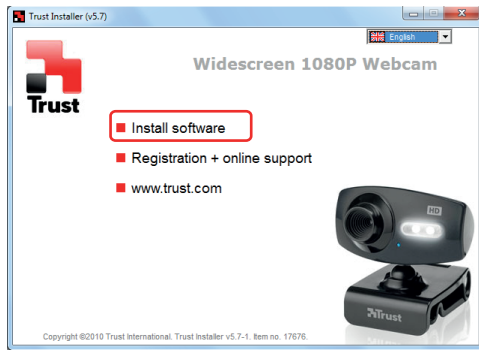 Trust Installer (v5.7)
English
Widescreen 1080P Webcam
Trust
Install software
Registration + online support
www.trust.com
HD
Trust
Copyright ©2010 Trust International. Trust Installer v5.7-1. Item no. 17676.